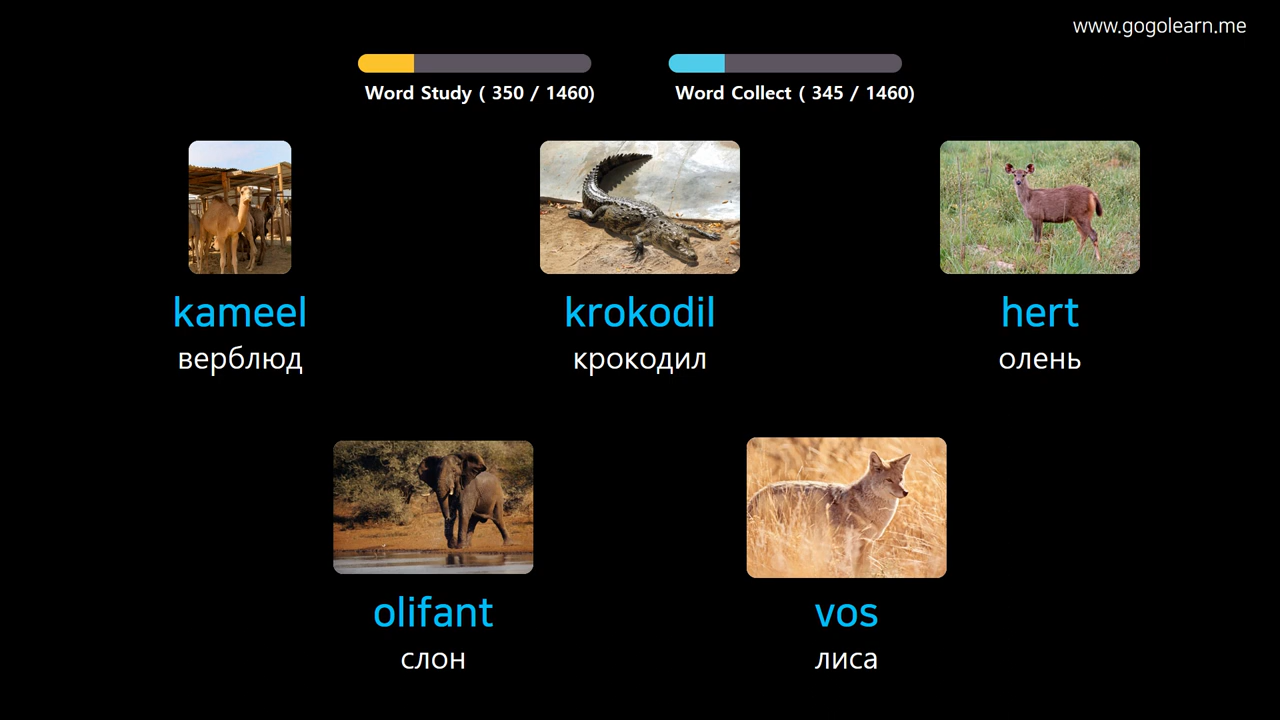 www.gogolearn.me
Word Study ( 350 / 1460)
Word Collect ( 345 / 1460)
kameel
верблюд
krokodil
крокодил
hert
олень
olifant
слон
vos
лиса